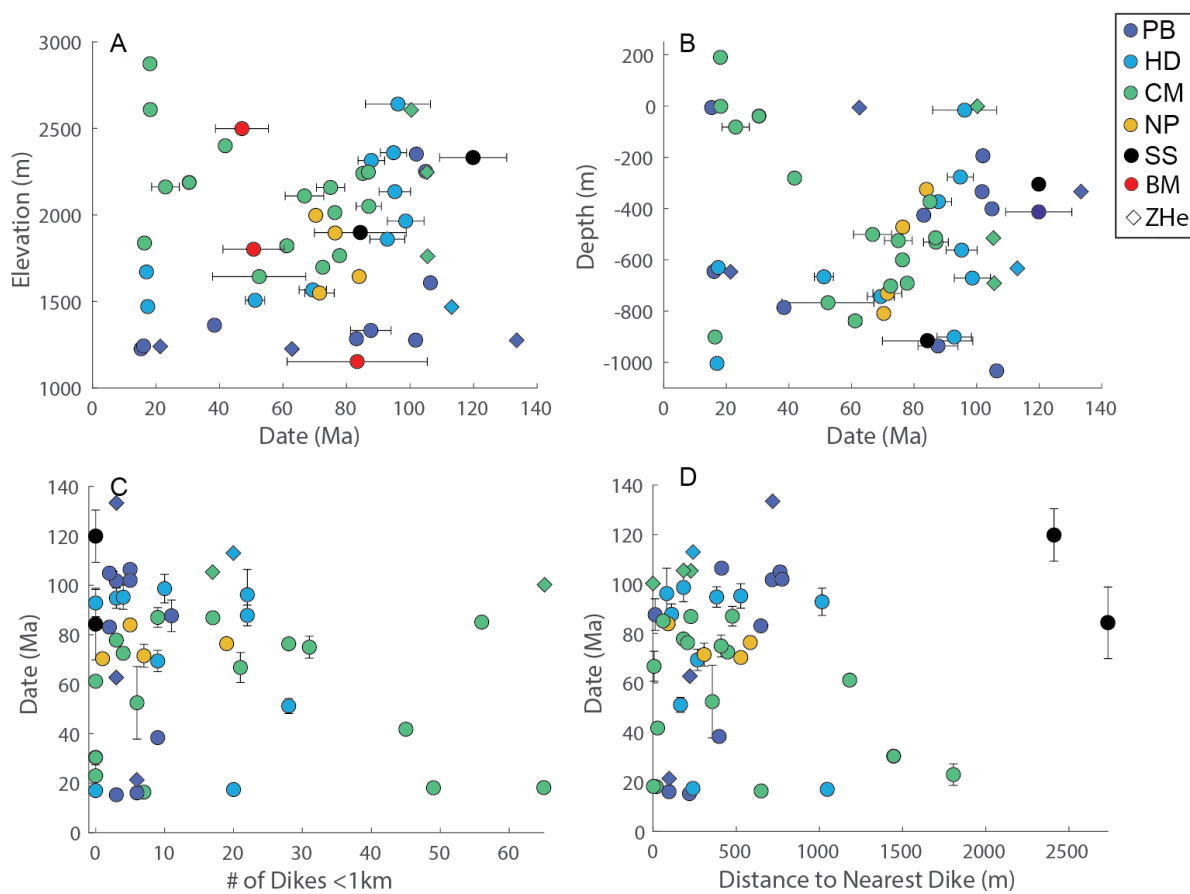 A
3000
2500
2000
1500
1000
Elevation (m)
0 20 40 60 80 100 120 140
Date (Ma)
B
200
0
-200
-400
-600
-800
-1000
Depth (m)
0 20 40 60 80 100 120 140
Date (Ma)
PB
HD
CM
NP
SS
BM
ZHe
C
140
120
100
80
60
40
20
0
Date (Ma)
0 10 20 30 40 50 60
# of Dikes <1km
D
140
120
100
80
60
40
20
0
Date (Ma)
0 500 1000 1500 2000 2500
Distance to Nearest Dike (m)